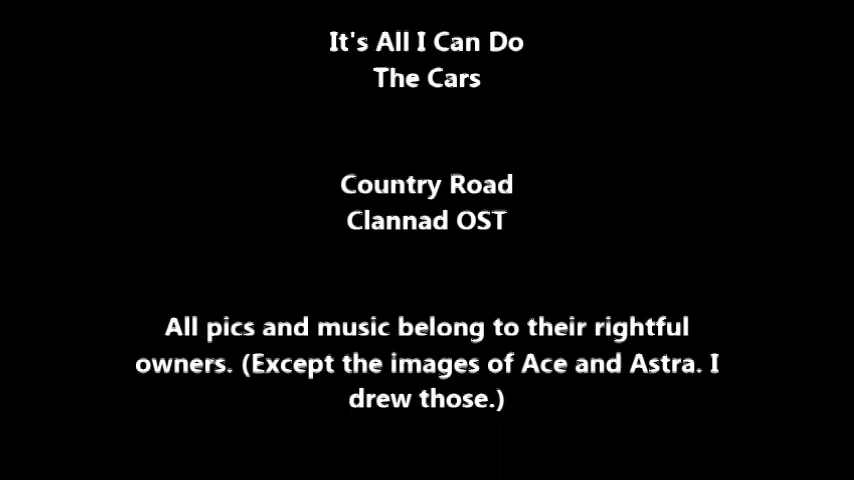 It's All I Can Do
The Cars
Country Road
Clannad OST
All pics and music belong to their rightful
owners. (Except the images of Ace and Astra. I
drew those.)